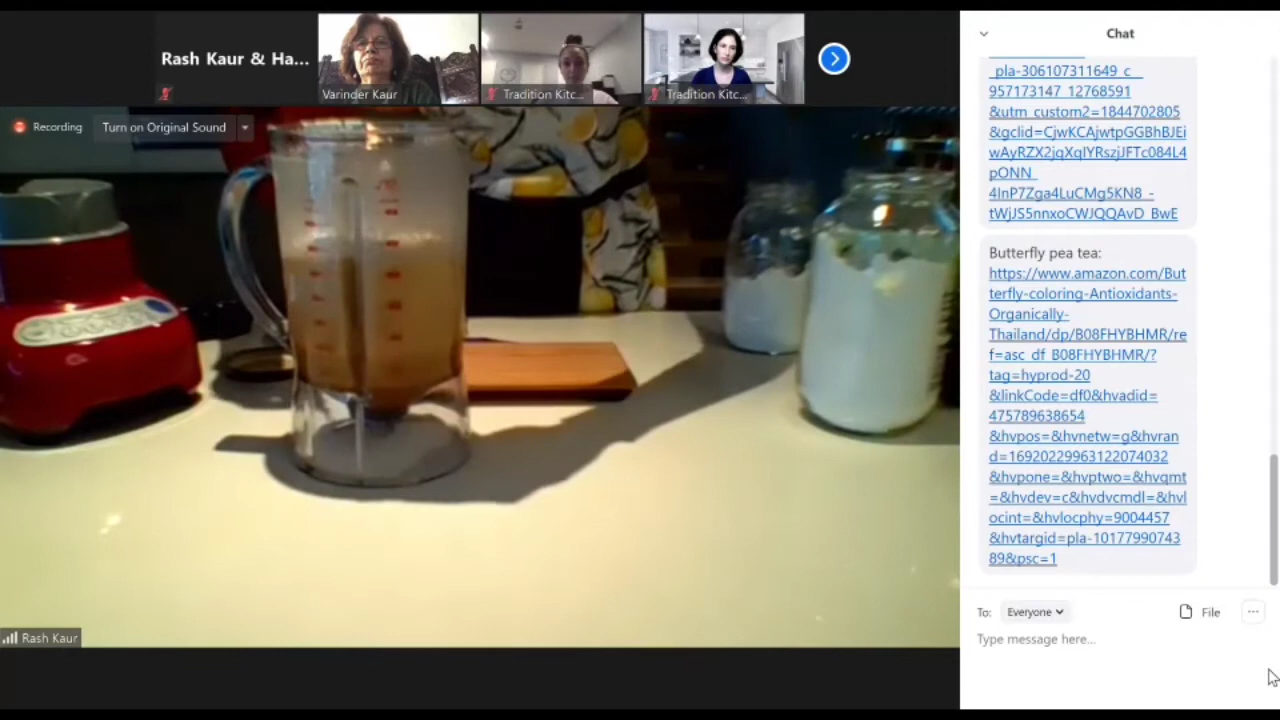 Rash Kaur & Ha...
Varinder Kaur
Tradition Kitc...
Tradition Kitc...
Recording
Turn on Original Sound
Rash Kaur
Chat
_pla-306107311649_c_
957173147_12768591
&utm_custom2=1844702805
&gclid=CjwKCAjwtpGGBhBJEi
wAyRZX2jqXqIYRszjJFTc084L4
pONN_
4InP7Zga4LuCMg5KN8_-
tWjJS5nnxoCWJQQAvD_BwE
Butterfly pea tea:
https://www.amazon.com/But
terfly-coloring-Antioxidants-
Organically-
Thailand/dp/B08FHYBHMR/re
f=asc_df_B08FHYBHMR/?
tag=hyprod-20
&linkCode=df0&hvadid=
475789638654
&hvpos=&hvnetw=g&hvran
d=16920229963122074032
&hvpone=&hvptwo=&hvqmt
=&hvdev=c&hvdvcmdl=&hvl
ocint=&hvlocphy=9004457
&hvtargid=pla-10177990743
89&psc=1
To: Everyone
File
Type message here...